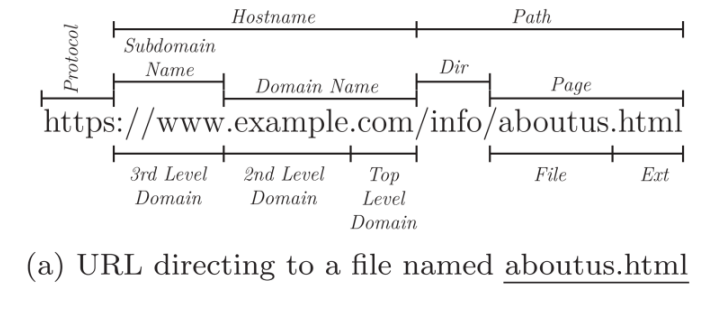 Hostname Path
Protocol
Subdomain
Name
Domain Name
Dir
Page
https://www.example.com/info/aboutus.html
3rd Level
Domain
2nd Level
Domain
Top
Level
Domain
File
Ext
(a) URL directing to a file named aboutus.html